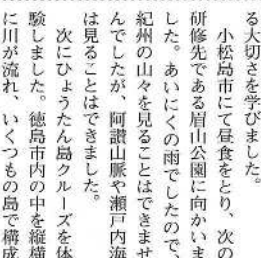 る大切さを学びました。
　小松島市にて昼食をとり、次の
研修先である眉山公園に向かいま
した。あいにくの雨でしたので、
紀州の山々を見ることはできませ
んでしたが、阿讃山脈や瀬戸内海
は見ることはできました。
　次にひょうたん島クルーズを体
験しました。徳島市内の中を縦横
に川が流れ、いくつもの島で構成